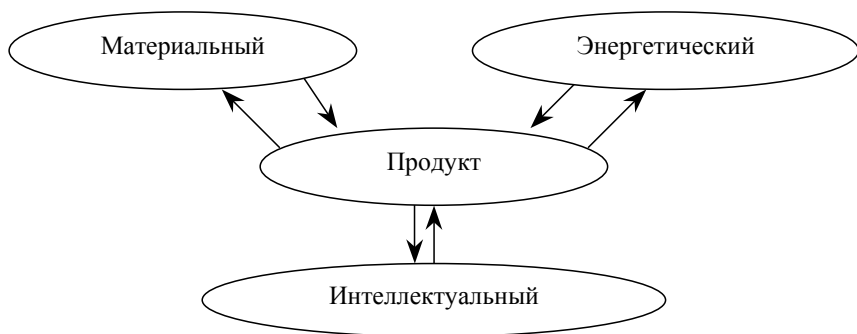 Материальный
Энергетический
Продукт
Интеллектуальный